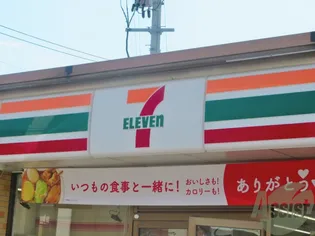 7
ELEVEN
いつもの食事と一緒に!
おいしさも!
カロリーも!
ありがとう
Assist